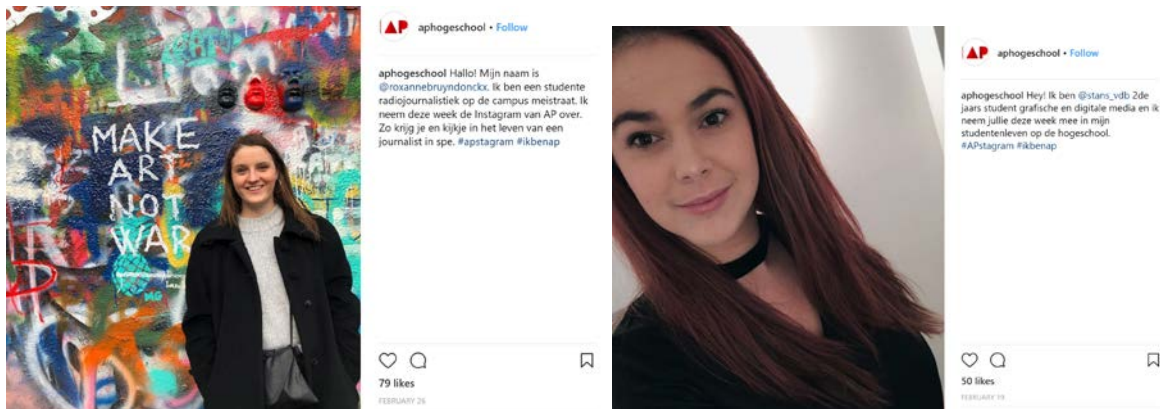 MAKE
ART
NOT
WAR
MG
AP
aphogeschool • Follow
aphogeschool Hallo! Mijn naam is
@roxannebruyndonckx. Ik ben een studente
radiojournalistiek op de campus meistraat. Ik
neem deze week de Instagram van AP over.
Zo krijg je en kijkje in het leven van een
journalist in spe. #apstagram #ikbenap
79 likes
FEBRUARY 26
AP
aphogeschool • Follow
aphogeschool Hey! Ik ben @stans_vdb 2de
jaars student grafische en digitale media en ik
neem jullie deze week mee in mijn
studentenleven op de hogeschool.
#APstagram #ikbenap
50 likes
FEBRUARY 19